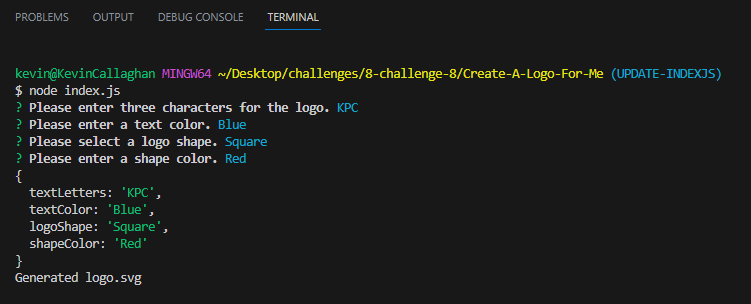 PROBLEMS OUTPUT DEBUG CONSOLE TERMINAL
kevin@KevinCallaghan MINGW64 ~/Desktop/challenges/8-challenge-8/Create-A-Logo-For-Me (UPDATE-INDEXJS)
$ node index.js
? Please enter three characters for the logo. KPC
? Please enter a text color. Blue
? Please select a logo shape. Square
? Please enter a shape color. Red
{
  textLetters: 'KPC',
  textColor: 'Blue',
  logoShape: 'Square',
  shapeColor: 'Red'
}
Generated logo.svg